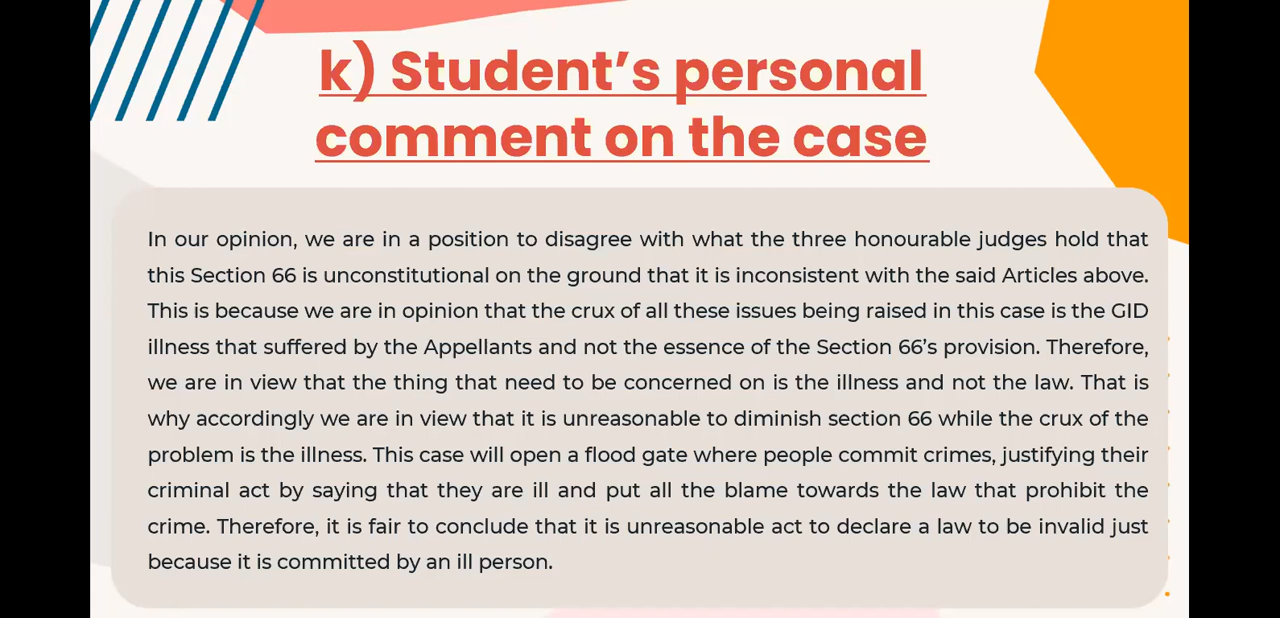 k) Student’s personal
comment on the case
In our opinion, we are in a position to disagree with what the three honourable judges hold that
this Section 66 is unconstitutional on the ground that it is inconsistent with the said Articles above.
This is because we are in opinion that the crux of all these issues being raised in this case is the GID
illness that suffered by the Appellants and not the essence of the Section 66’s provision. Therefore,
we are in view that the thing that need to be concerned on is the illness and not the law. That is
why accordingly we are in view that it is unreasonable to diminish section 66 while the crux of the
problem is the illness. This case will open a flood gate where people commit crimes, justifying their
criminal act by saying that they are ill and put all the blame towards the law that prohibit the
crime. Therefore, it is fair to conclude that it is unreasonable act to declare a law to be invalid just
because it is committed by an ill person.